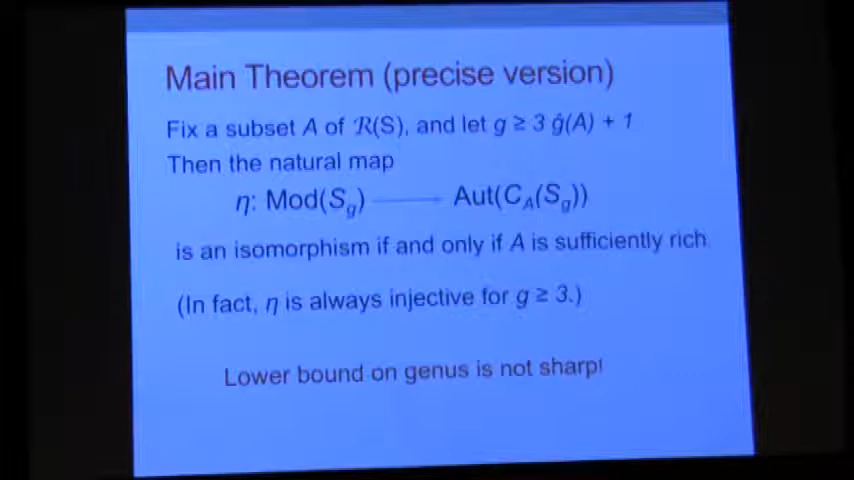 Main Theorem (precise version)
Fix a subset A of ℛ(S), and let g ≥ 3 ĝ(A) + 1
Then the natural map
η: Mod(S_g) ⟶ Aut(C_A(S_g))
is an isomorphism if and only if A is sufficiently rich.
(In fact, η is always injective for g ≥ 3.)
Lower bound on genus is not sharp!